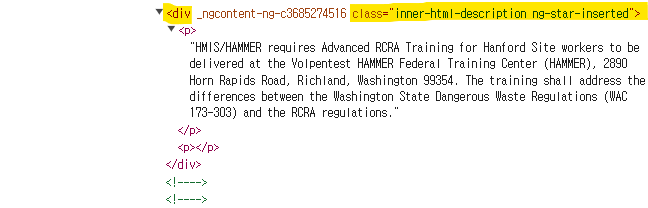 <div _ngcontent-ng-c3685274516 class="inner-html-description ng-star-inserted">
<p>
"HMIS/HAMMER requires Advanced RCRA Training for Hanford Site workers to be
delivered at the Volpentest HAMMER Federal Training Center (HAMMER), 2890
Horn Rapids Road, Richland, Washington 99354. The training shall address the
differences between the Washington State Dangerous Waste Regulations (WAC
173-303) and the RCRA regulations."
</p>
<p></p>
</div>
<!---->
<!---->